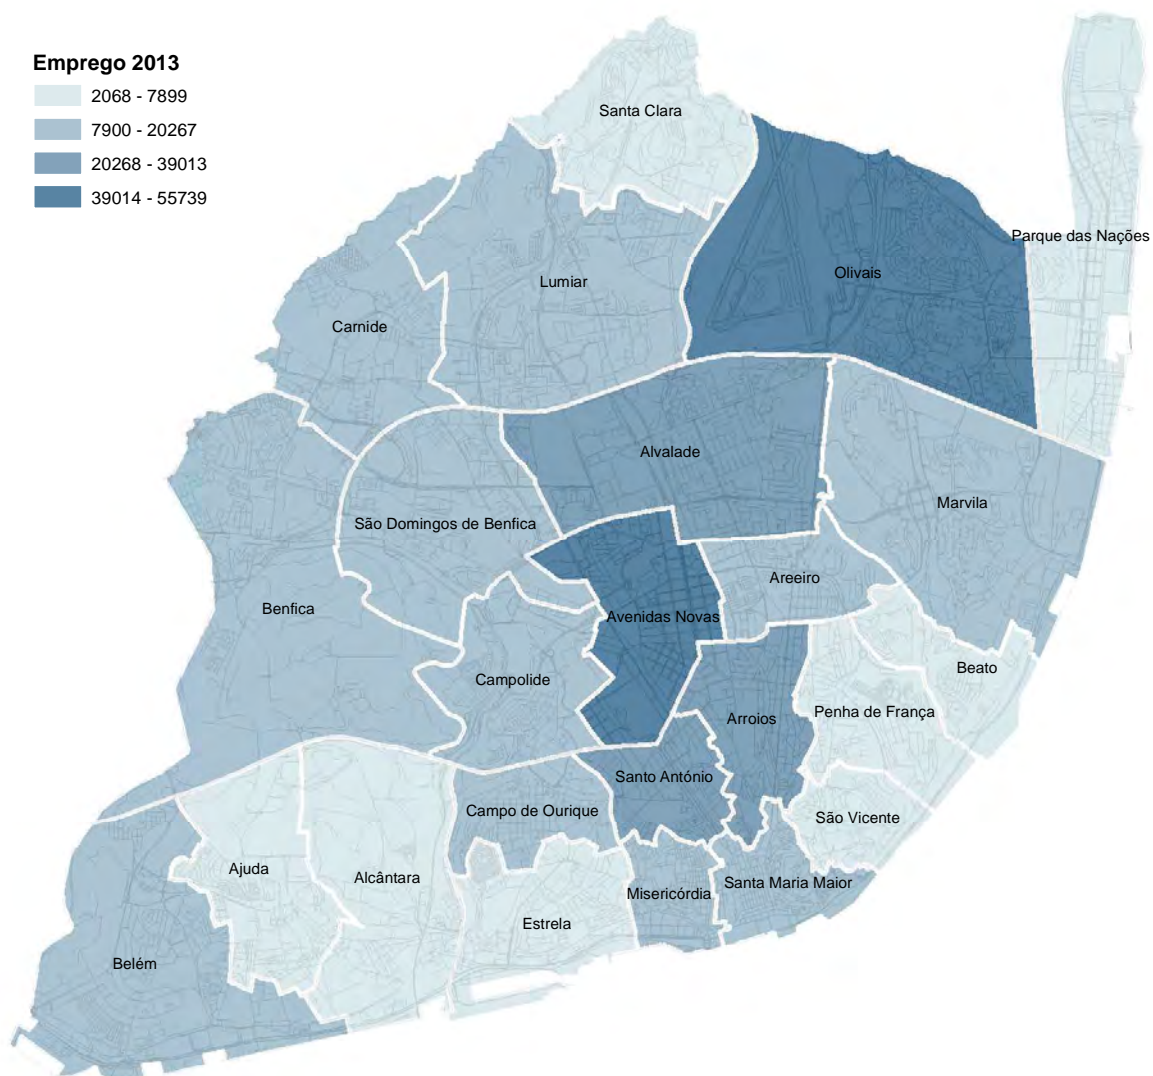 Emprego 2013
2068 - 7899
7900 - 20267
20268 - 39013
39014 - 55739
Santa Clara
Parque das Nações
Olivais
Lumiar
Carnide
Alvalade
Marvila
São Domingos de Benfica
Areeiro
Benfica
Avenidas Novas
Beato
Campolide
Penha de França
Arroios
Santo António
Campo de Ourique
São Vicente
Ajuda
Alcântara
Santa Maria Maior
Misericórdia
Estrela
Belém